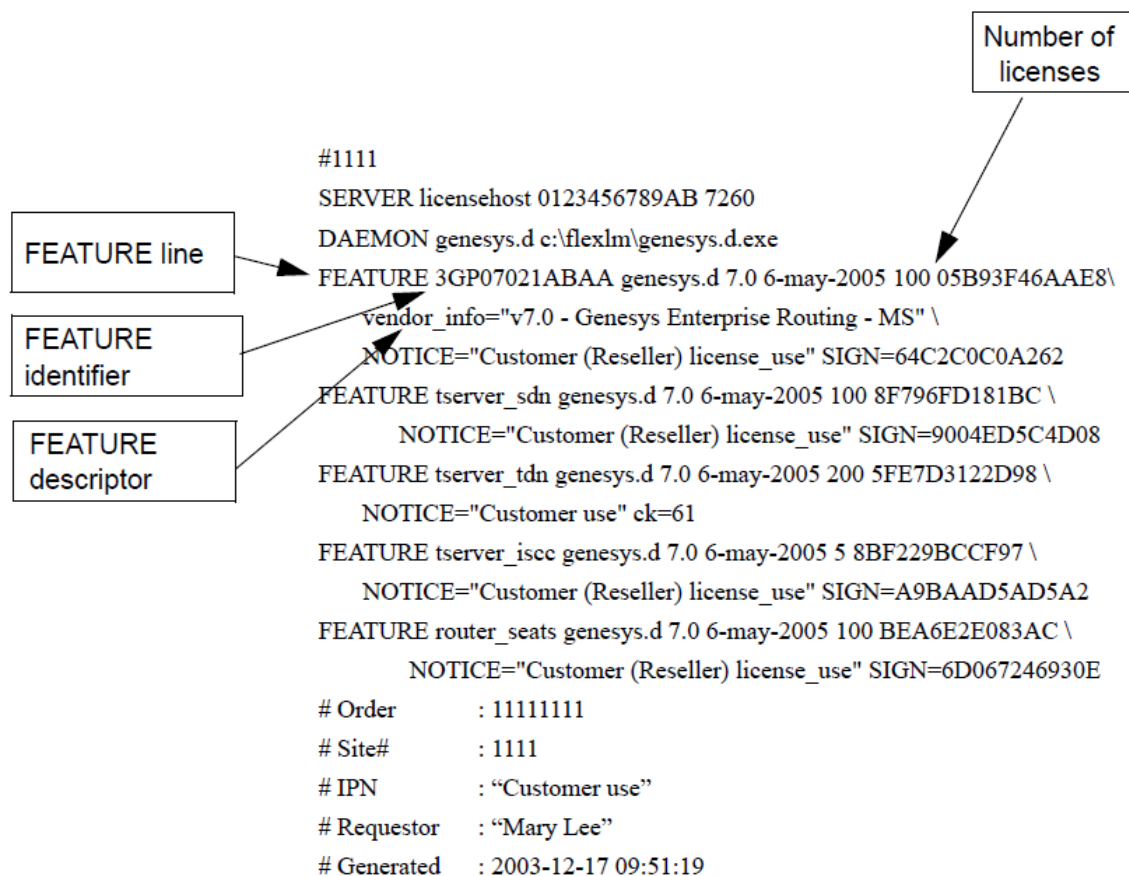 Number of
licenses
#1111
SERVER licensehost 0123456789AB 7260
DAEMON genesys.d c:\flexlm\genesys.d.exe
FEATURE line
FEATURE 3GP07021ABAA genesys.d 7.0 6-may-2005 100 05B93F46AAE8\
vendor_info="v7.0 - Genesys Enterprise Routing - MS" \
FEATURE
identifier
NOTICE="Customer (Reseller) license_use" SIGN=64C2C0C0A262
FEATURE tserver_sdn genesys.d 7.0 6-may-2005 100 8F796FD181BC \
NOTICE="Customer (Reseller) license_use" SIGN=9004ED5C4D08
FEATURE
descriptor
FEATURE tserver_tdn genesys.d 7.0 6-may-2005 200 5FE7D3122D98 \
NOTICE="Customer use" ck=61
FEATURE tserver_iscc genesys.d 7.0 6-may-2005 5 8BF229BCCF97 \
NOTICE="Customer (Reseller) license_use" SIGN=A9BAAD5AD5A2
FEATURE router_seats genesys.d 7.0 6-may-2005 100 BEA6E2E083AC \
NOTICE="Customer (Reseller) license_use" SIGN=6D067246930E
# Order : 11111111
# Site# : 1111
# IPN : “Customer use”
# Requestor : “Mary Lee”
# Generated : 2003-12-17 09:51:19